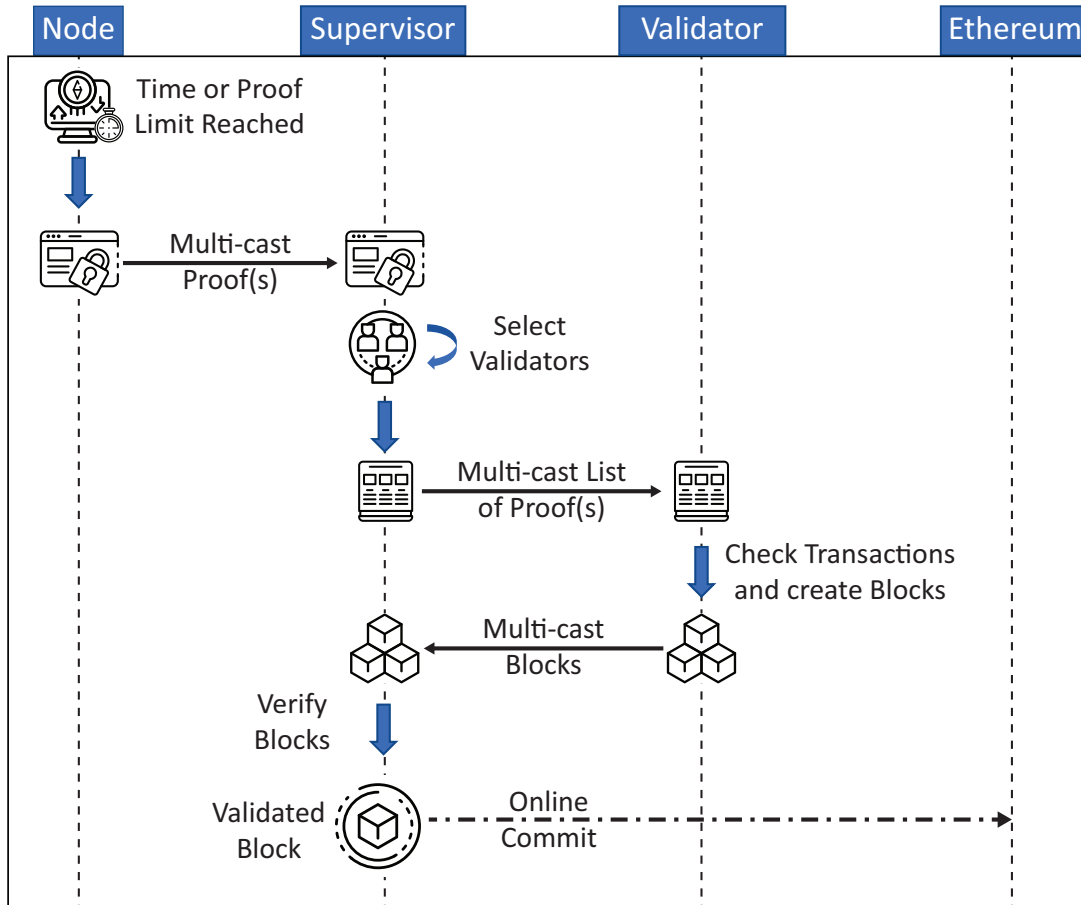 Node
Supervisor
Validator
Ethereum
Time or Proof
Limit Reached
Multi-cast
Proof(s)
Select
Validators
Multi-cast List
of Proof(s)
Check Transactions
and create Blocks
Multi-cast
Blocks
Verify
Blocks
Validated
Block
Online
Commit